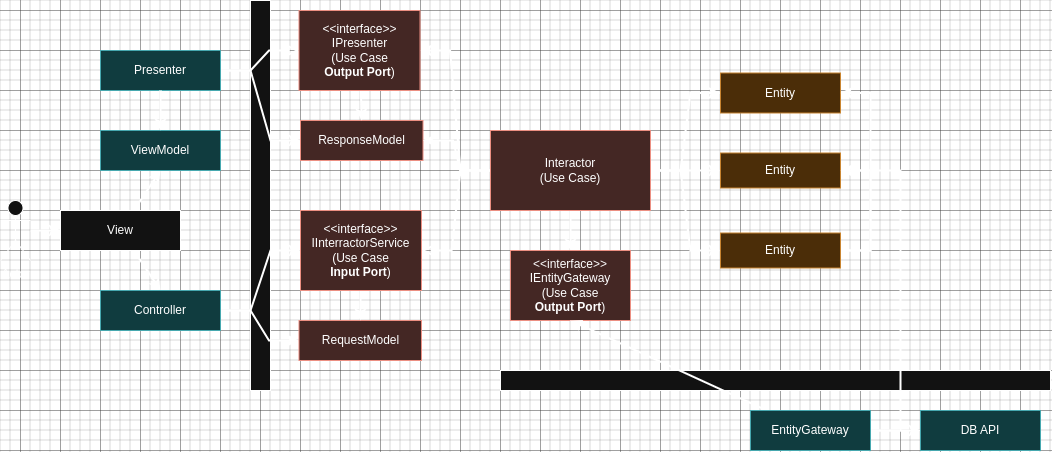 Presenter
ViewModel
View
Controller
<<interface>>
IPresenter
(Use Case
Output Port)
ResponseModel
<<interface>>
IInterractorService
(Use Case
Input Port)
RequestModel
Interactor
(Use Case)
<<interface>>
IEntityGateway
(Use Case
Output Port)
Entity
Entity
Entity
EntityGateway
DB API